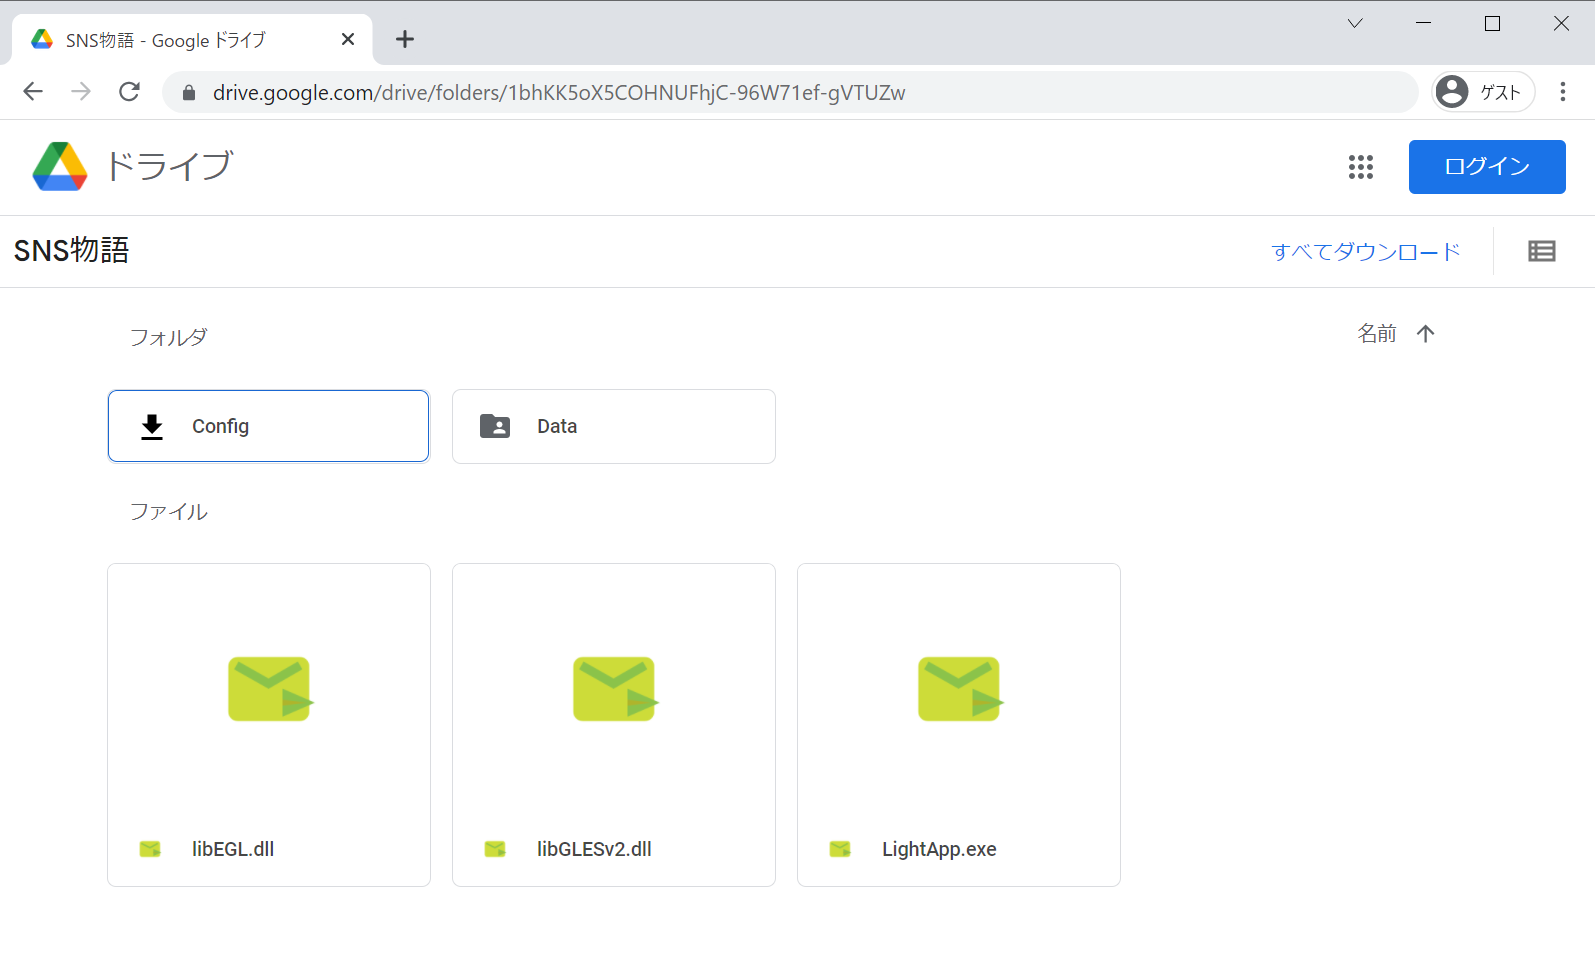 SNS物語 - Google ドライブ
drive.google.com/drive/folders/1bhKK5oX5COHNUFhjC-96W71ef-gVTUZw
ゲスト
ドライブ
ログイン
SNS物語
すべてダウンロード
フォルダ
名前
Config
Data
ファイル
libEGL.dll
libGLESv2.dll
LightApp.exe